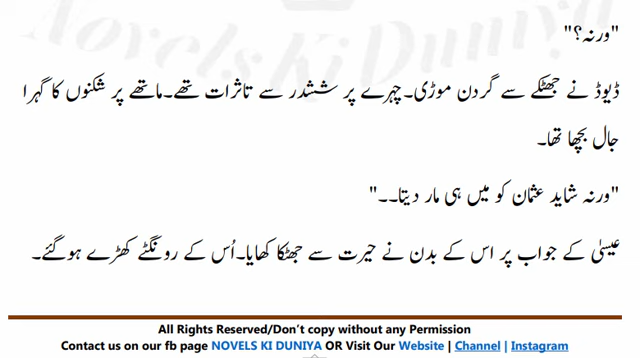 Novels Ki Duniya
"ورنہ؟"
ڈیوڈ نے جھٹکے سے گردن موڑی۔چہرے پر ششدر سے تاثرات تھے۔ماتھے پر شکنوں کا گہرا
جال بچھا تھا۔
"ورنہ شاید عثمان کو میں ہی مار دیتا۔۔"
عیسیٰ کے جواب پر اس کے بدن نے حیرت سے جھٹکا کھایا۔اُس کے رونگٹے کھڑے ہوگئے۔
All Rights Reserved/Don't copy without any Permission
Contact us on our fb page NOVELS KI DUNIYA OR Visit Our Website | Channel | Instagram